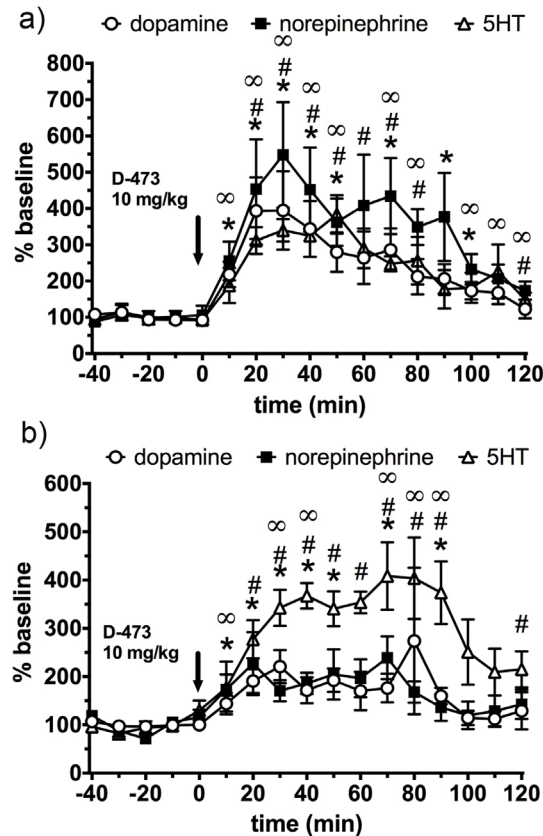 a)
dopamine norepinephrine 5HT
800
700
600
500
400
300
200
100
0
% baseline
D-473
10 mg/kg
∞ ∞ ∞ ∞ ∞ ∞ ∞ ∞ ∞ ∞
# # # # # # # #
* * * * * * * *
-40 -20 0 20 40 60 80 100 120
time (min)
b)
dopamine norepinephrine 5HT
600
500
400
300
200
100
0
% baseline
D-473
10 mg/kg
∞ ∞ ∞ ∞ ∞ ∞
# # # # # # # # #
* * * * * * *
-40 -20 0 20 40 60 80 100 120
time (min)